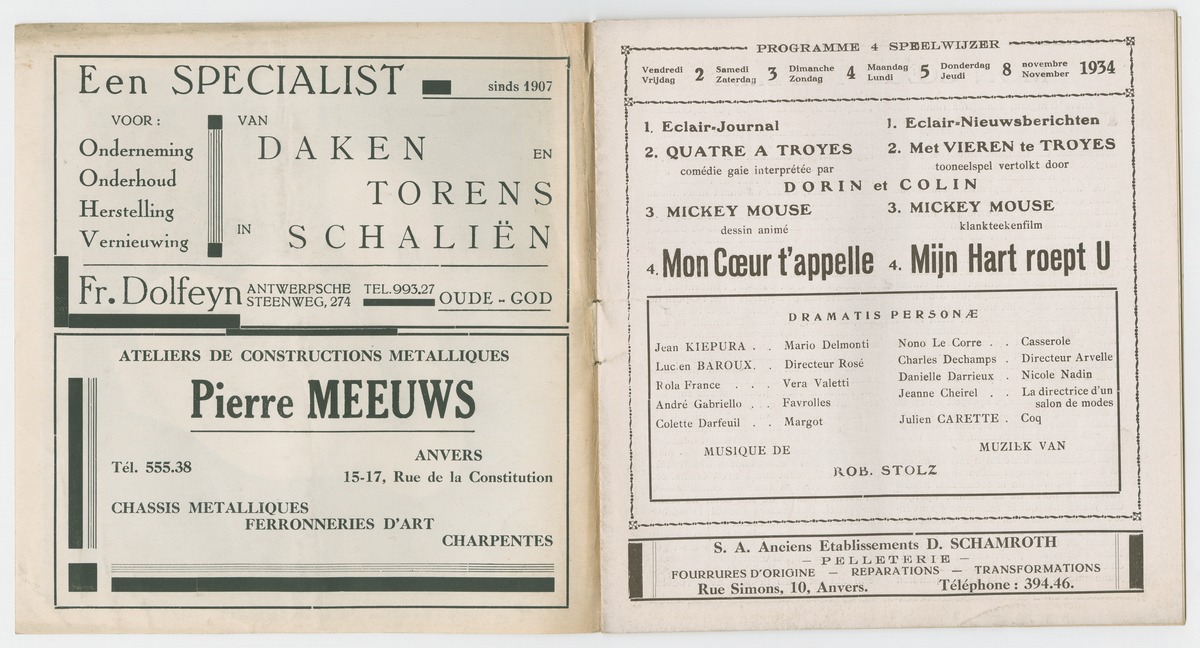 Een SPECIALIST sinds 1907
VOOR : VAN
Onderneming DAKEN EN
Onderhoud TORENS
Herstelling
Vernieuwing IN SCHALIËN
Fr. Dolfeyn ANTWERPSCHE STEENWEG, 274 TEL. 993.27 OUDE - GOD
ATELIERS DE CONSTRUCTIONS METALLIQUES
Pierre MEEUWS
ANVERS
Tél. 555.38
15-17, Rue de la Constitution
CHASSIS METALLIQUES
FERRONNERIES D'ART
CHARPENTES
PROGRAMME 4 SPEELWIJZER
Vendredi Vrijdag 2 Samedi Zaterdag 3 Dimanche Zondag 4 Maandag Lundi 5 Donderdag Jeudi 8 novembre November 1934
1. Eclair-Journal
2. QUATRE A TROYES
comédie gaie interprétée par
1. Eclair-Nieuwsberichten
2. Met VIEREN te TROYES
tooneelspel vertolkt door
DORIN et COLIN
3. MICKEY MOUSE
dessin animé
3. MICKEY MOUSE
klankteekenfilm
4. Mon Cœur t'appelle
4. Mijn Hart roept U
DRAMATIS PERSONÆ
Jean KIEPURA . . Mario Delmonti
Luc en BAROUX. . Directeur Rosé
Rola France . . . Vera Valetti
André Gabriello . . Favrolles
Colette Darfeuil . . Margot
Nono Le Corre . . Casserole
Charles Dechamps . Directeur Arvelle
Danielle Darrieux . Nicole Nadin
Jeanne Cheirel . . La directrice d'un
salon de modes
Julien CARETTE . Coq
MUSIQUE DE MUZIEK VAN
ROB. STOLZ
S. A. Anciens Etablissements D. SCHAMROTH
— PELLETERIE —
FOURRURES D'ORIGINE — REPARATIONS — TRANSFORMATIONS
Rue Simons, 10, Anvers. Téléphone : 394.46.